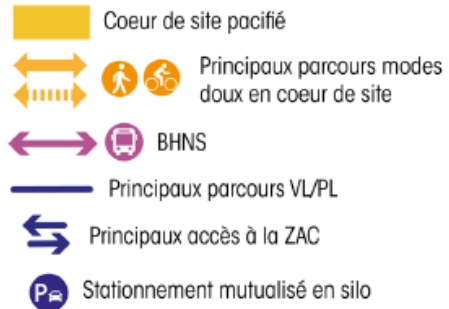 Coeur de site pacifié
Principaux parcours modes
doux en coeur de site
BHNS
Principaux parcours VL/PL
Principaux accès à la ZAC
P
Stationnement mutualisé en silo